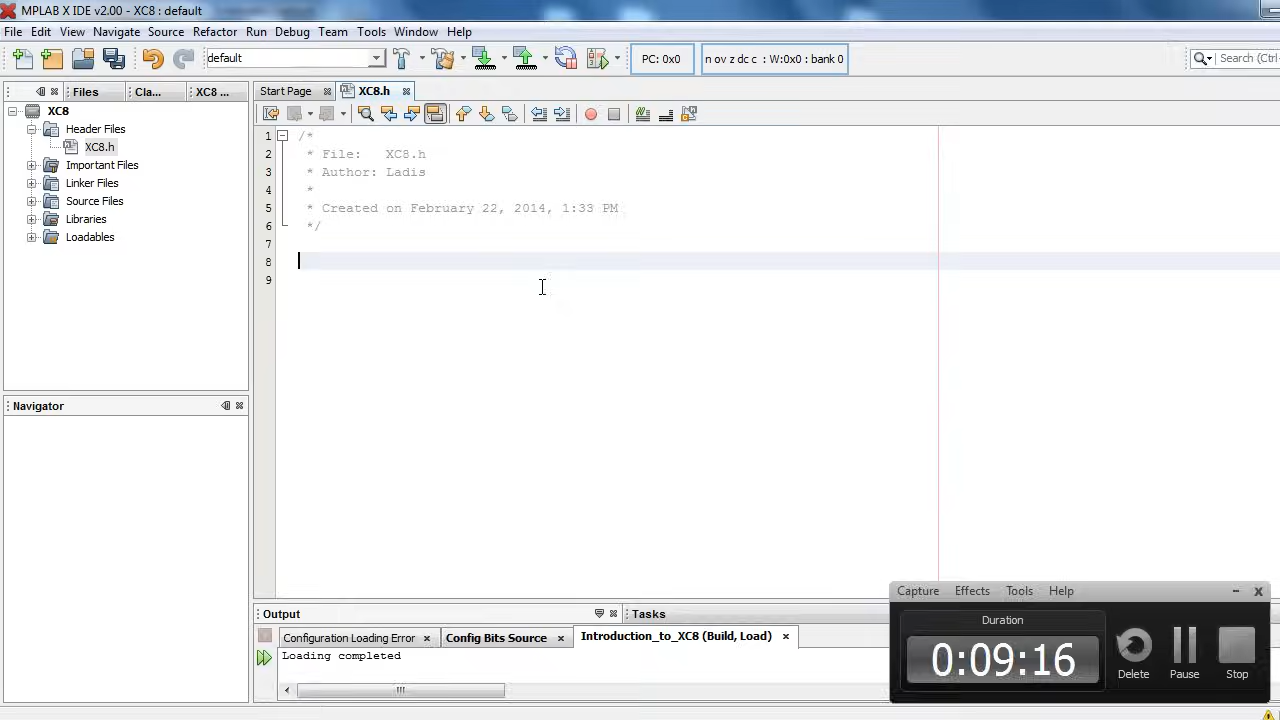 MPLAB X IDE v2.00 - XC8 : default
File Edit View Navigate Source Refactor Run Debug Team Tools Window Help
default
PC: 0x0
n ov z dc c : W:0x0 : bank 0
Search (Ctrl-
Files
Cla...
XC8 ...
Start Page
XC8.h
XC8
Header Files
XC8.h
Important Files
Linker Files
Source Files
Libraries
Loadables
Navigator
1 /*
2 * File: XC8.h
3 * Author: Ladis
4 *
5 * Created on February 22, 2014, 1:33 PM
6 */
7
8
9
Output
Tasks
Configuration Loading Error
Config Bits Source
Introduction_to_XC8 (Build, Load)
Loading completed
Capture Effects Tools Help
Duration
0:09:16
Delete
Pause
Stop